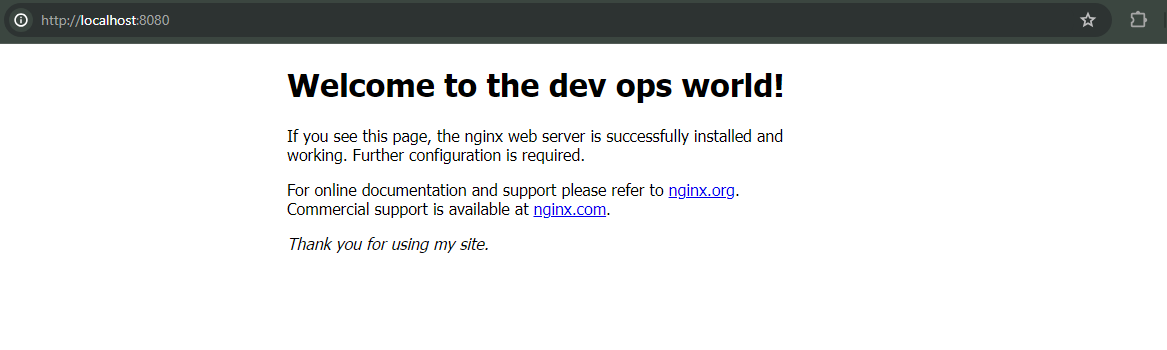 http://localhost:8080
Welcome to the dev ops world!
If you see this page, the nginx web server is successfully installed and
working. Further configuration is required.
For online documentation and support please refer to nginx.org.
Commercial support is available at nginx.com.
Thank you for using my site.